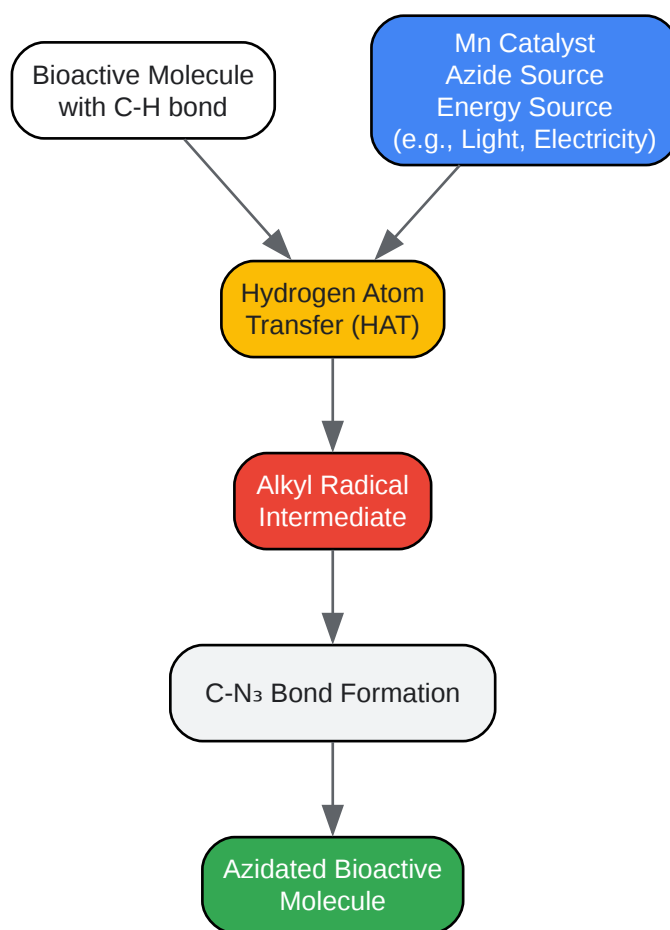 Bioactive Molecule
with C-H bond
Mn Catalyst
Azide Source
Energy Source
(e.g., Light, Electricity)
Hydrogen Atom
Transfer (HAT)
Alkyl Radical
Intermediate
C-N₃ Bond Formation
Azidated Bioactive
Molecule